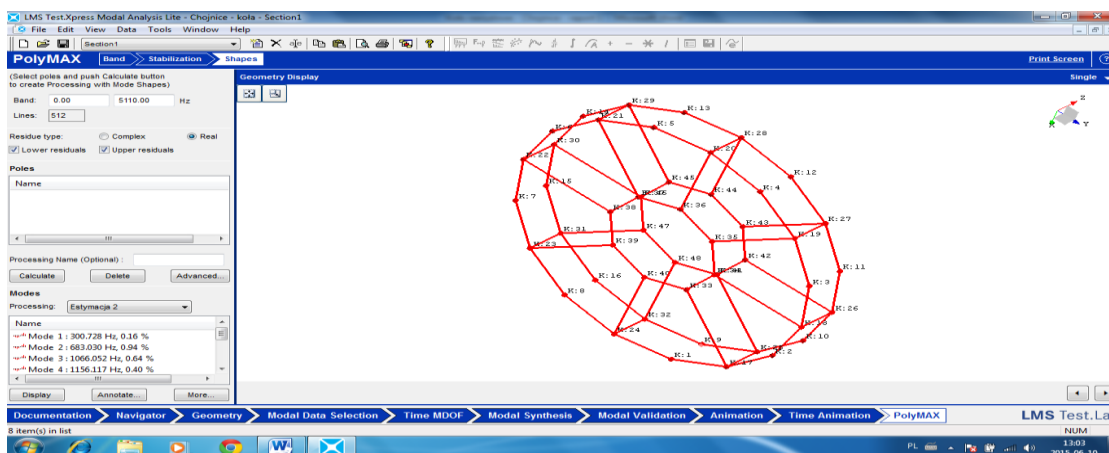 LMS Test.Xpress Modal Analysis Lite - Chojnice - koła - Section1
File Edit View Data Tools Window Help
Section1
PolyMAX Band Stabilization Shapes Print Screen
(Select poles and push Calculate button
to create Processing with Mode Shapes)
Band: 0.00 5110.00 Hz
Lines: 512
Residue type: Complex Real
Lower residuals Upper residuals
Poles
Name
Processing Name (Optional) :
Calculate Delete Advanced...
Modes
Processing: Estymacja 2
Name
Mode 1 : 300.728 Hz, 0.16 %
Mode 2 : 683.030 Hz, 0.94 %
Mode 3 : 1066.052 Hz, 0.64 %
Mode 4 : 1156.117 Hz, 0.40 %
Display Annotate... More...
Geometry Display Single
Z
Y
K:29
K:13
K:21
K:5
K:28
K:30
K:20
K:22
K:12
K:45
K:15
K:44
K:4
K:7
K:38
K:36
K:27
K:43
K:31
K:47
K:35
K:19
K:23
K:39
K:48
K:42
K:11
K:16
K:40
K:3
K:8
K:33
K:26
K:32
K:18
K:24
K:9
K:10
K:1
K:17
K:2
Documentation Navigator Geometry Modal Data Selection Time MDOF Modal Synthesis Modal Validation Animation Time Animation PolyMAX LMS Test.La
8 item(s) in list NUM
PL 13:03
2015-06-10